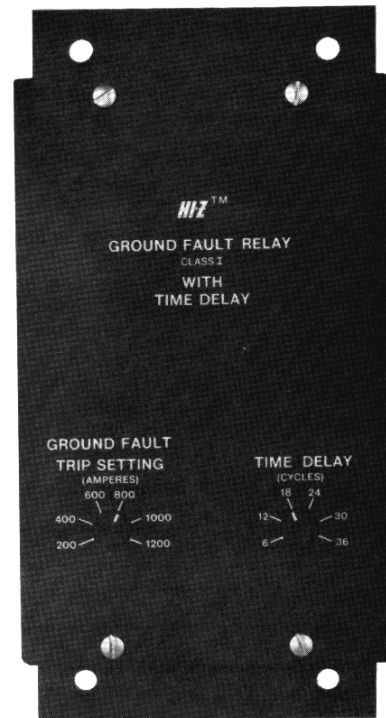 HI-Z™
GROUND FAULT RELAY
CLASS I
WITH
TIME DELAY
GROUND FAULT
TRIP SETTING
(AMPERES)
600 800
400 1000
200 1200
TIME DELAY
(CYCLES)
18 24
12 30
6 36